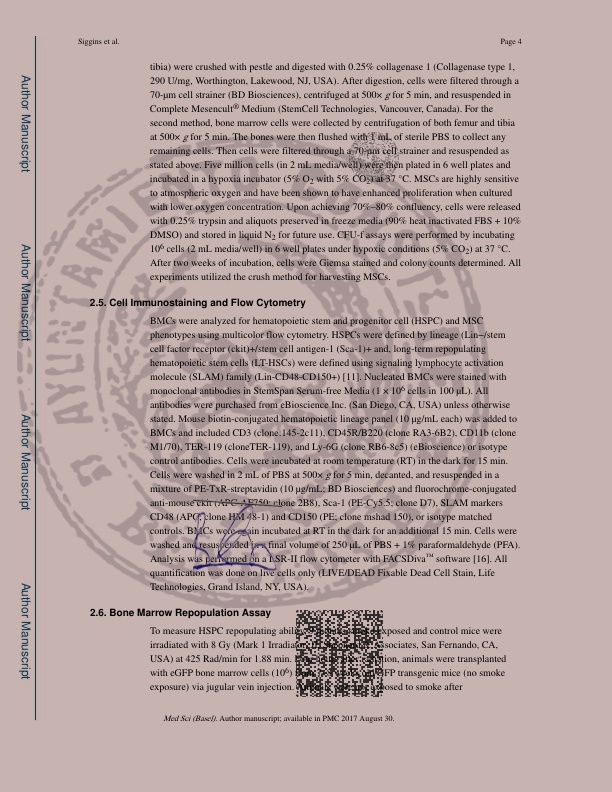 Siggins et al.
Page 4
tibia) were crushed with pestle and digested with 0.25% collagenase 1 (Collagenase type 1,
290 U/mg, Worthington, Lakewood, NJ, USA). After digestion, cells were filtered through a
70-μm cell strainer (BD Biosciences), centrifuged at 500× g for 5 min, and resuspended in
Complete Mesencult® Medium (StemCell Technologies, Vancouver, Canada). For the
second, bone marrow cells were collected by centrifugation of both femur and tibia
at 500× g for 5 min. The bones were then flushed with 1 mL of sterile PBS to collect any
remaining cells. Then cells were filtered through a 70-μm cell strainer and resuspended as
stated above. Five million cells (in 2 mL media/well) were then plated in 6 well plates and
incubated in a hypoxia incubator (5% O₂ with 5% CO₂) at 37 °C. MSCs are highly sensitive
to atmospheric oxygen and have been shown to have enhanced proliferation when cultured
with lower oxygen concentration. Upon achieving 70%–80% confluency, cells were released
with 0.25% trypsin and aliquots preserved in freeze media (90% heat inactivated FBS + 10%
DMSO) and stored in liquid N₂ for future use. CFU-f assays were performed by incubating
10⁶ cells (2 mL media/well) in 6 well plates under hypoxic conditions (5% CO₂) at 37 °C.
After two weeks of incubation, cells were Giemsa stained and colony counts determined. All
experiments utilized the crush method for harvesting MSCs.
2.5. Cell Immunostaining and Flow Cytometry
BMCs were analyzed for hematopoietic stem and progenitor cell (HSPC) and MSC
phenotypes using multicolor flow cytometry. HSPCs were defined by lineage (Lin−/stem
cell factor receptor (ckit)+/stem cell antigen-1 (Sca-1)+ and, long-term repopulating
hematopoietic stem cells (LT-HSCs) were defined using signaling lymphocyte activation
molecule (SLAM) family (Lin-CD48-CD150+) [11]. Nucleated BMCs were stained with
monoclonal antibodies in StemSpan Serum-free Media (1 × 10⁶ cells in 100 μL). All
antibodies were purchased from eBioscience Inc. (San Diego, CA, USA) unless otherwise
stated. Mouse biotin-conjugated hematopoietic lineage panel (10 μg/mL each) was added to
BMCs and included CD3 (clone.145-2c11), CD45R/B220 (clone RA3-6B2), CD11b (clone
M1/70), TER-119 (cloneTER-119), and Ly-6G (clone RB6-8c5) (eBioscience) or isotype
control antibodies. Cells were incubated at room temperature (RT) in the dark for 15 min.
Cells were washed in 2 mL of PBS at 500× g for 5 min, decanted, and resuspended in a
mixture of PE-TxR-streptavidin (10 μg/mL; BD Biosciences) and fluorochrome-conjugated
anti-mouse ckit (APC-AF750; clone 2B8), Sca-1 (PE-Cy5.5; clone D7), SLAM markers
CD48 (APC; clone HM 48-1) and CD150 (PE; clone mshad 150), or isotype matched
controls. BMCs were again incubated at RT in the dark for an additional 15 min. Cells were
washed and resuspended in a final volume of 250 μL of PBS + 1% paraformaldehyde (PFA).
Analysis was performed on a LSR-II flow cytometer with FACSDiva™ software [16]. All
quantification was done on live cells only (LIVE/DEAD Fixable Dead Cell Stain, Life
Technologies, Grand Island, NY, USA).
2.6. Bone Marrow Repopulation Assay
To measure HSPC repopulating exposed and control mice were
irradiated with 8 Gy (Mark 1 Associates, San Fernando, CA,
USA) at 425 Rad/min for 1.88 min. animals were transplanted
with eGFP bone marrow cells (10⁶) transgenic mice (no smoke
exposure) via jugular vein injection. exposed to smoke after
Med Sci (Basel). Author manuscript; available in PMC 2017 August 30.
Author Manuscript
Author Manuscript
Author Manuscript
Author Manuscript